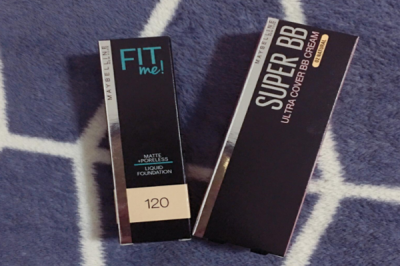 MAYBELLINE
FIT
me!
MATTE
+PORELESS
LIQUID
FOUNDATION
120
MAYBELLINE
SUPER BB
ULTRA COVER BB CREAM